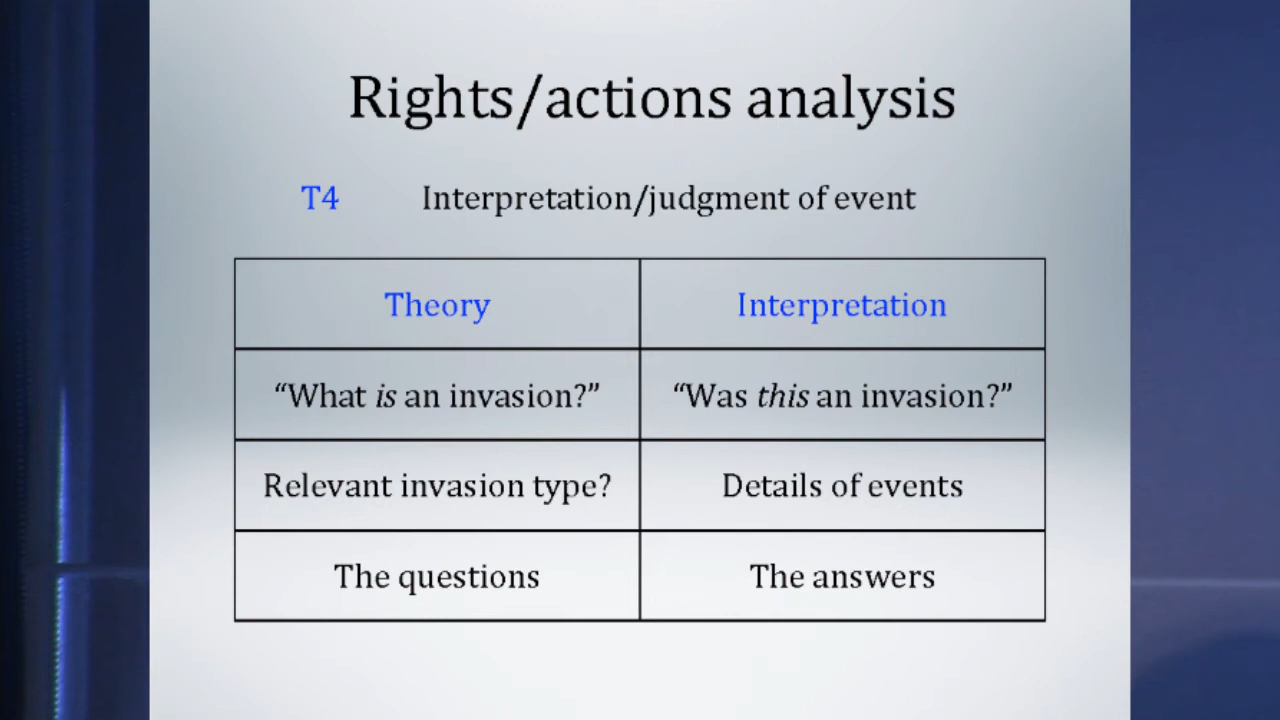 Rights/actions analysis
T4 Interpretation/judgment of event
Theory Interpretation
“What is an invasion?” “Was this an invasion?”
Relevant invasion type? Details of events
The questions The answers